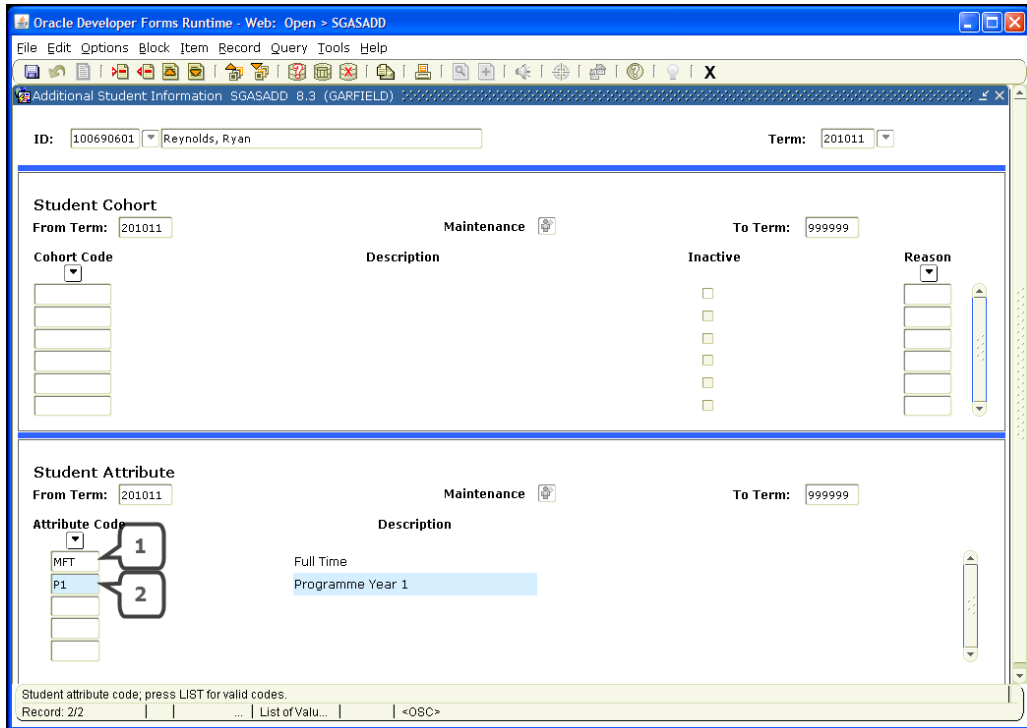 Oracle Developer Forms Runtime - Web: Open > SGASADD
File Edit Options Block Item Record Query Tools Help
X
Additional Student Information SGASADD 8.3 (GARFIELD)
ID: 100690601 Reynolds, Ryan Term: 201011
Student Cohort
From Term: 201011 Maintenance To Term: 999999
Cohort Code Description Inactive Reason
Student Attribute
From Term: 201011 Maintenance To Term: 999999
Attribute Code Description
1
MFT Full Time
P1 Programme Year 1
2
Student attribute code; press LIST for valid codes.
Record: 2/2 ... List of Valu... <OSC>